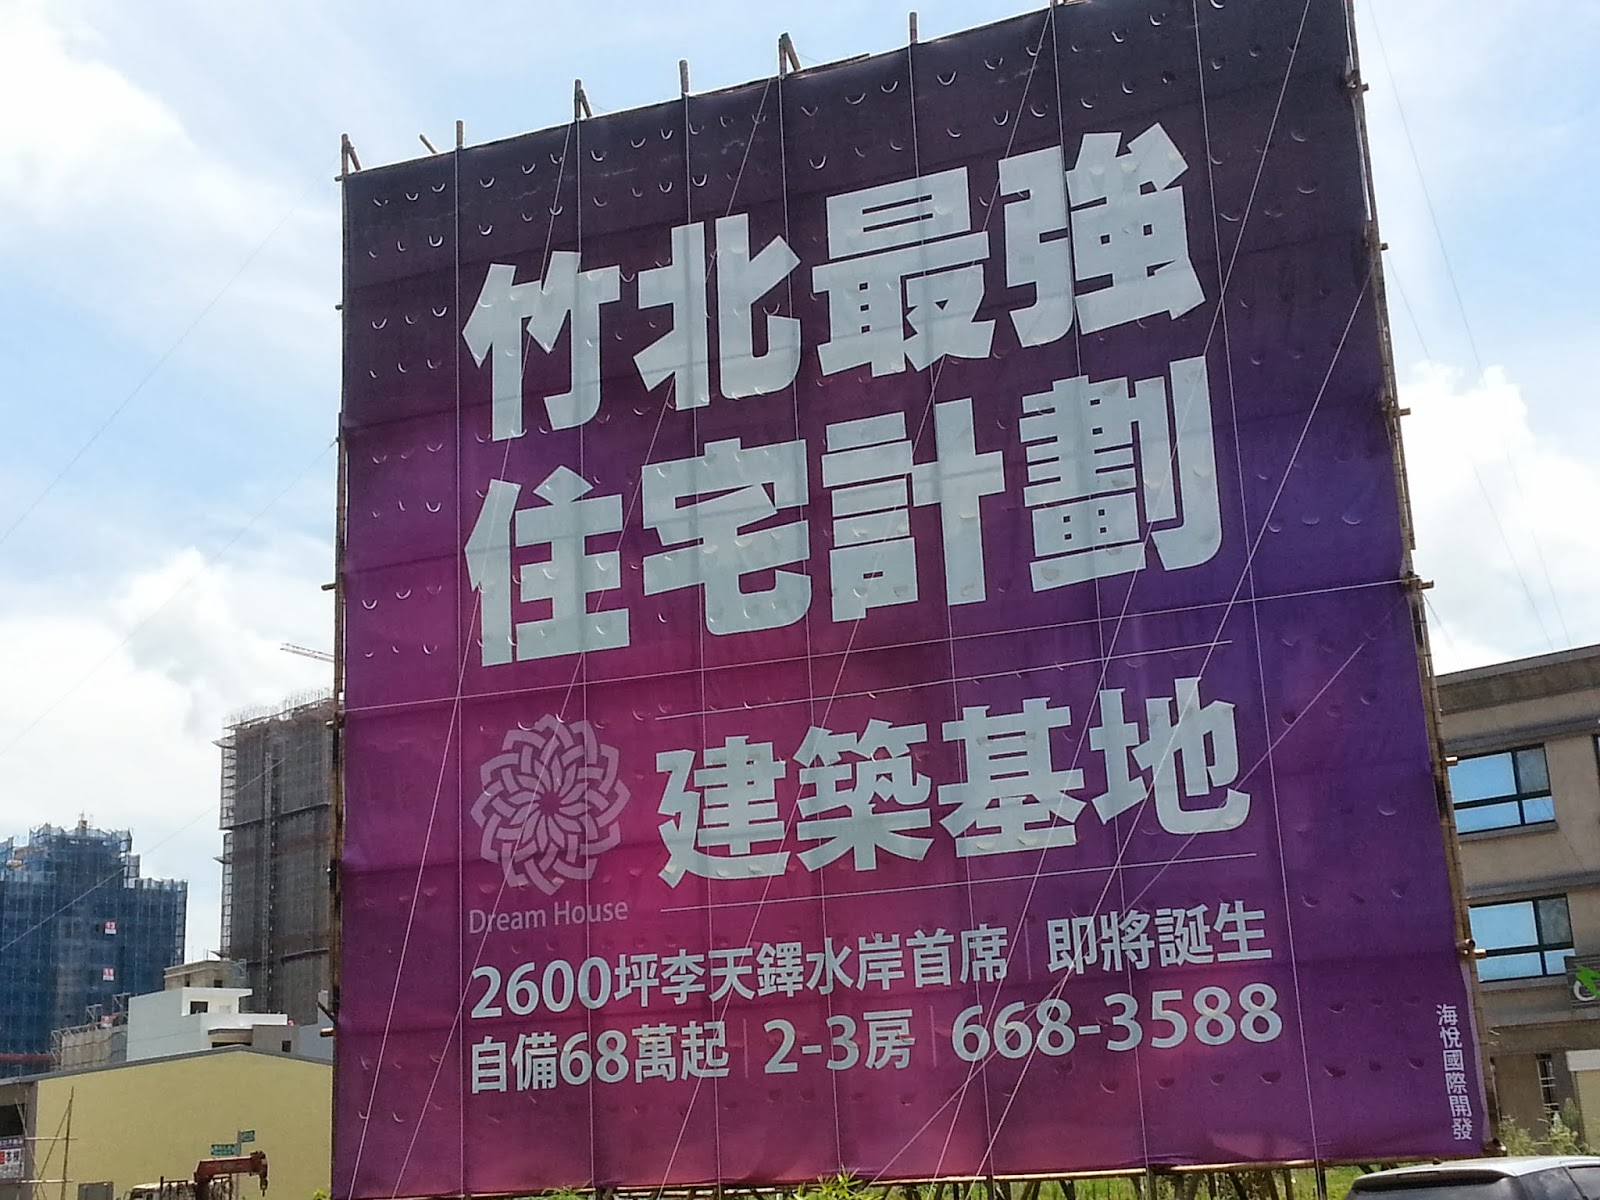 竹北最強
住宅計劃
建築基地
Dream House
2600坪李天鐸水岸首席 | 即將誕生
自備68萬起 | 2-3房 | 668-3588
海悅國際開發